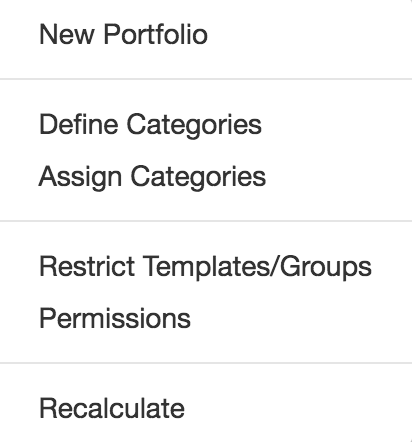 New Portfolio
Define Categories
Assign Categories
Restrict Templates/Groups
Permissions
Recalculate